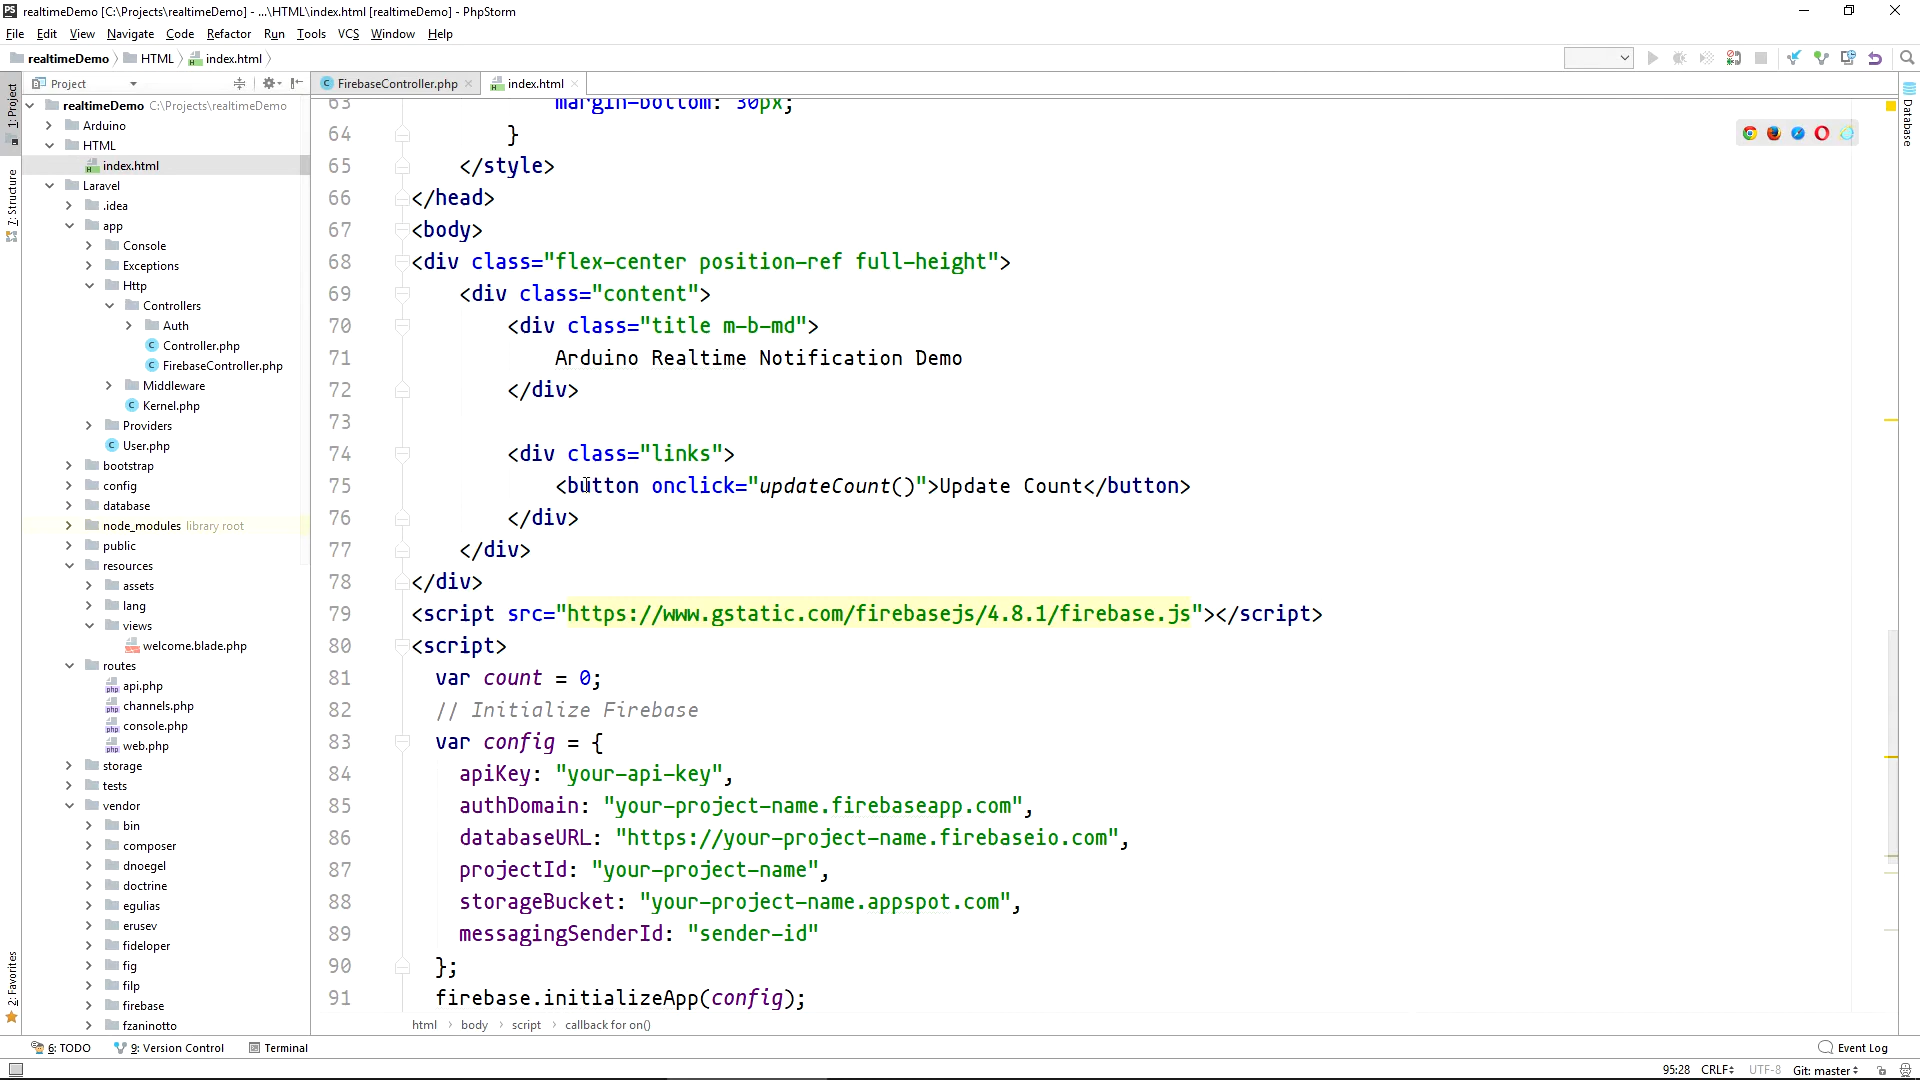 PS realtimeDemo [C:\Projects\realtimeDemo] - ...\HTML\index.html [realtimeDemo] - PhpStorm
File Edit View Navigate Code Refactor Run Tools VCS Window Help
realtimeDemo HTML index.html
1: Project
7: Structure
2: Favorites
Project
realtimeDemo C:\Projects\realtimeDemo
Arduino
HTML
index.html
Laravel
.idea
app
Console
Exceptions
Http
Controllers
Auth
Controller.php
FirebaseController.php
Middleware
Kernel.php
Providers
User.php
bootstrap
config
database
node_modules library root
public
resources
assets
lang
views
welcome.blade.php
routes
api.php
channels.php
console.php
web.php
storage
tests
vendor
bin
composer
dnoegel
doctrine
egulias
erusev
fideloper
fig
filp
firebase
fzaninotto
FirebaseController.php index.html
63 margin-bottom: 30px;
64 }
65 </style>
66 </head>
67 <body>
68 <div class="flex-center position-ref full-height">
69 <div class="content">
70 <div class="title m-b-md">
71 Arduino Realtime Notification Demo
72 </div>
73
74 <div class="links">
75 <button onclick="updateCount()">Update Count</button>
76 </div>
77 </div>
78 </div>
79 <script src="https://www.gstatic.com/firebasejs/4.8.1/firebase.js"></script>
80 <script>
81 var count = 0;
82 // Initialize Firebase
83 var config = {
84 apiKey: "your-api-key",
85 authDomain: "your-project-name.firebaseapp.com",
86 databaseURL: "https://your-project-name.firebaseio.com",
87 projectId: "your-project-name",
88 storageBucket: "your-project-name.appspot.com",
89 messagingSenderId: "sender-id"
90 };
91 firebase.initializeApp(config);
html body script callback for on()
Database
6: TODO 9: Version Control Terminal Event Log
95:28 CRLF UTF-8 Git: master